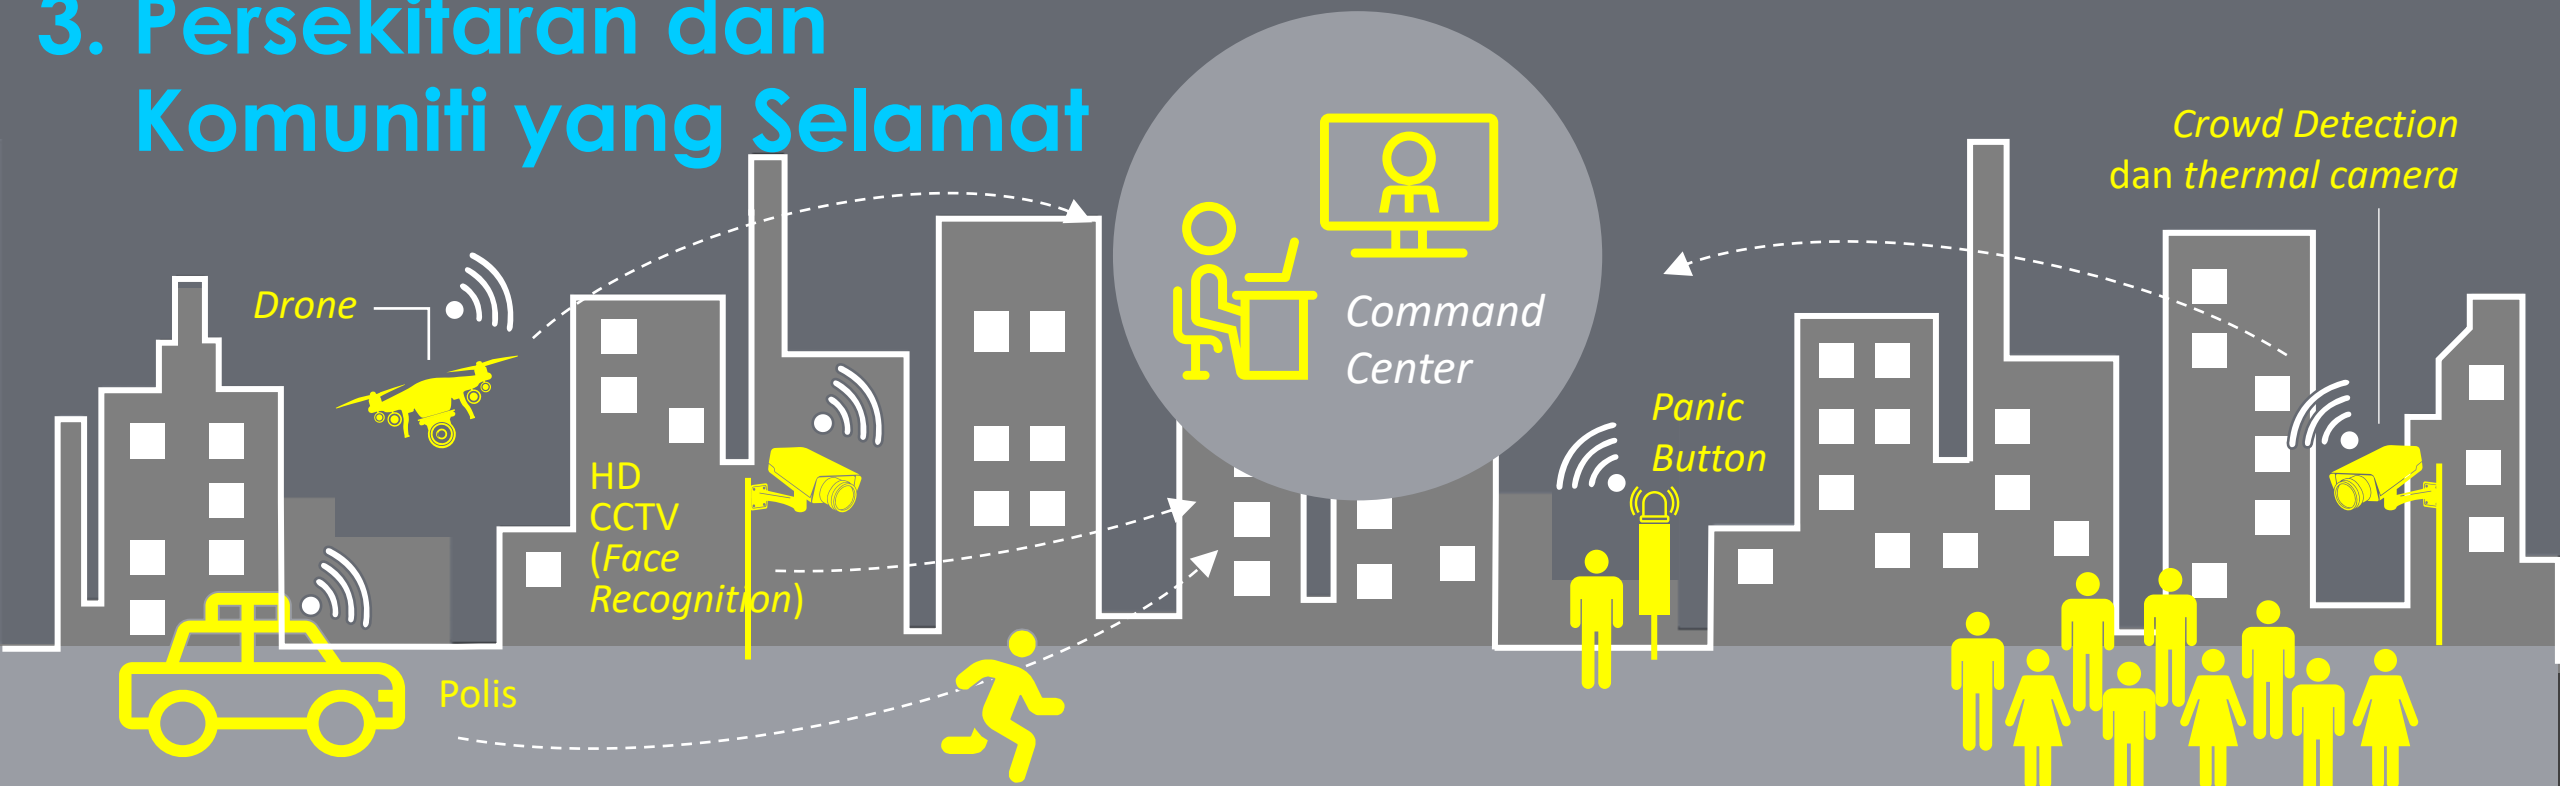 3. Persekitaran dan
Komuniti yang Selamat
Drone
HD
CCTV
(Face
Recognition)
Polis
Command
Center
Panic
Button
Crowd Detection
dan thermal camera